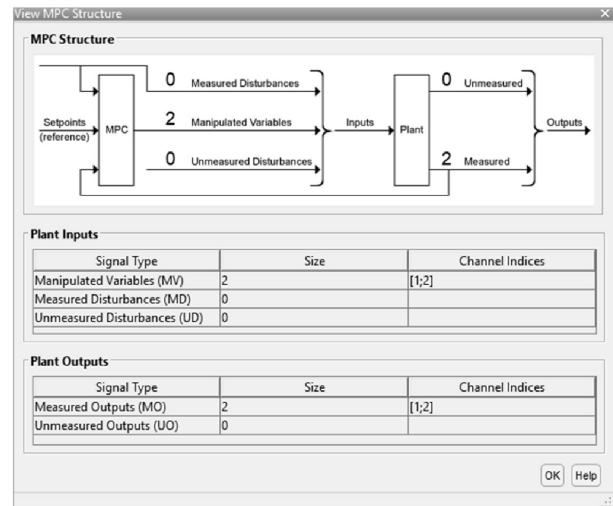 View MPC Structure
MPC Structure
0 Measured Disturbances
0 Unmeasured
Setpoints
(reference)
MPC
2 Manipulated Variables
Inputs
Plant
Outputs
0 Unmeasured Disturbances
2 Measured
Plant Inputs
Signal Type Size Channel Indices
Manipulated Variables (MV) 2 [1;2]
Measured Disturbances (MD) 0
Unmeasured Disturbances (UD) 0
Plant Outputs
Signal Type Size Channel Indices
Measured Outputs (MO) 2 [1;2]
Unmeasured Outputs (UO) 0
OK Help